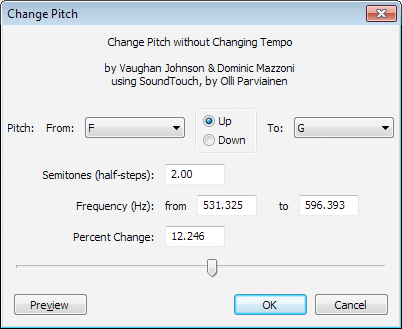 Change Pitch
Change Pitch without Changing Tempo
by Vaughan Johnson & Dominic Mazzoni
using SoundTouch, by Olli Parviainen
Pitch: From: F Up Down To: G
Semitones (half-steps): 2.00
Frequency (Hz): from 531.325 to 596.393
Percent Change: 12.246
Preview OK Cancel